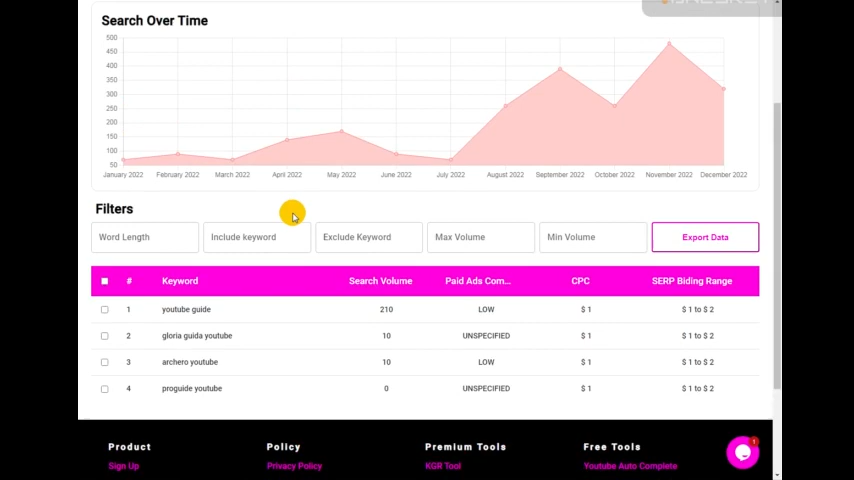 Search Over Time
500
450
400
350
300
250
200
150
100
50
January 2022 February 2022 March 2022 April 2022 May 2022 June 2022 July 2022 August 2022 September 2022 October 2022 November 2022 December 2022
Filters
Word Length Include keyword Exclude Keyword Max Volume Min Volume Export Data
# Keyword Search Volume Paid Ads Com... CPC SERP Biding Range
1 youtube guide 210 LOW $ 1 $ 1 to $ 2
2 gloria guida youtube 10 UNSPECIFIED $ 1 $ 1 to $ 2
3 archero youtube 10 LOW $ 1 $ 1 to $ 2
4 proguide youtube 0 UNSPECIFIED $ 1 $ 1 to $ 2
Product Policy Premium Tools Free Tools
Sign Up Privacy Policy KGR Tool Youtube Auto Complete
1